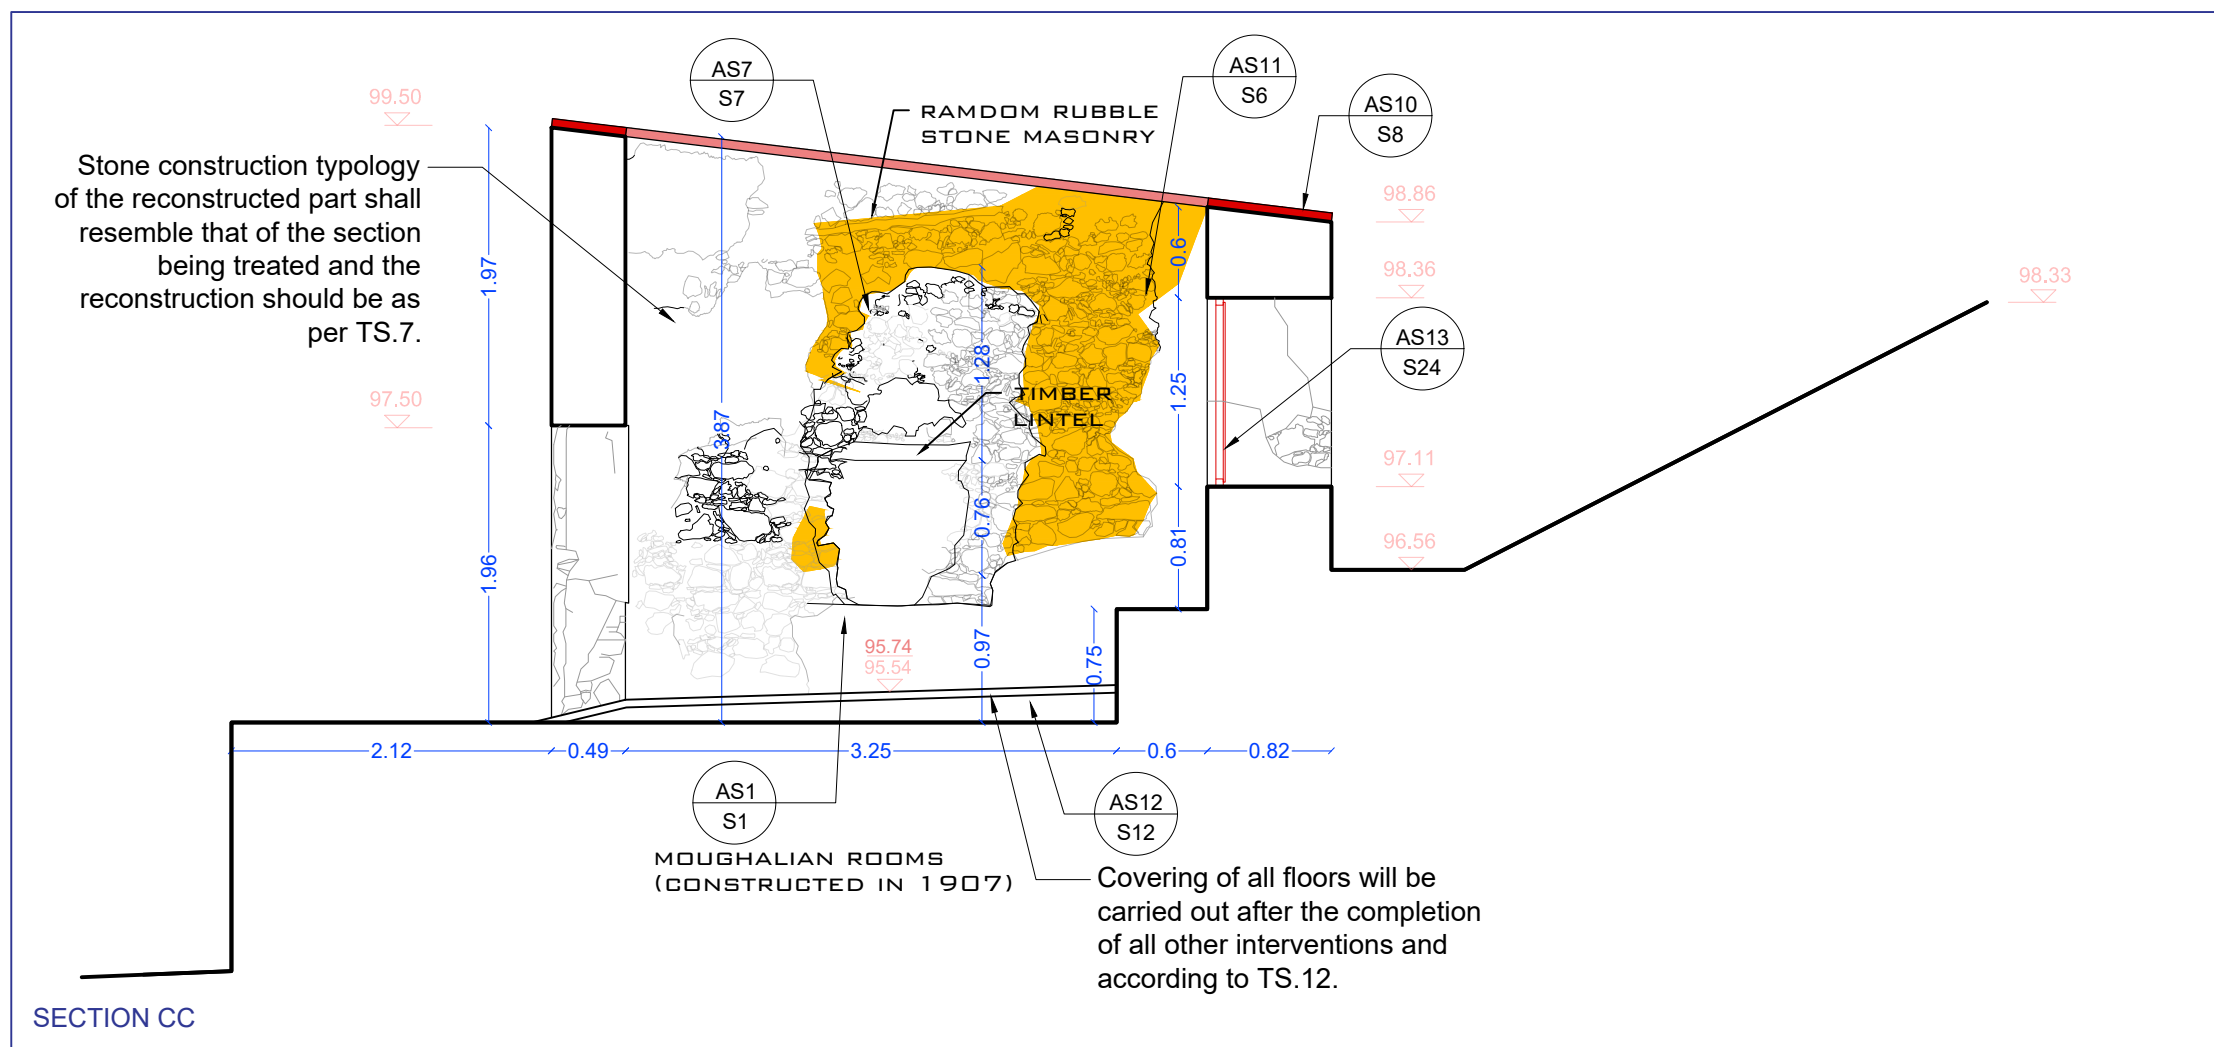 AS7
S7
AS11
S6
AS10
S8
99.50
RAMDOM RUBBLE
STONE MASONRY
Stone construction typology
of the reconstructed part shall
resemble that of the section
being treated and the
reconstruction should be as
per TS.7.
98.86
98.36
98.33
97.50
97.11
96.56
AS13
S24
1.97
1.96
3.87
1.28
0.76
0.97
0.6
1.25
0.81
0.75
TIMBER
LINTEL
95.74
95.54
2.12
0.49
3.25
0.6
0.82
AS1
S1
AS12
S12
MOUGHALIAN ROOMS
(CONSTRUCTED IN 1907)
Covering of all floors will be
carried out after the completion
of all other interventions and
according to TS.12.
SECTION CC